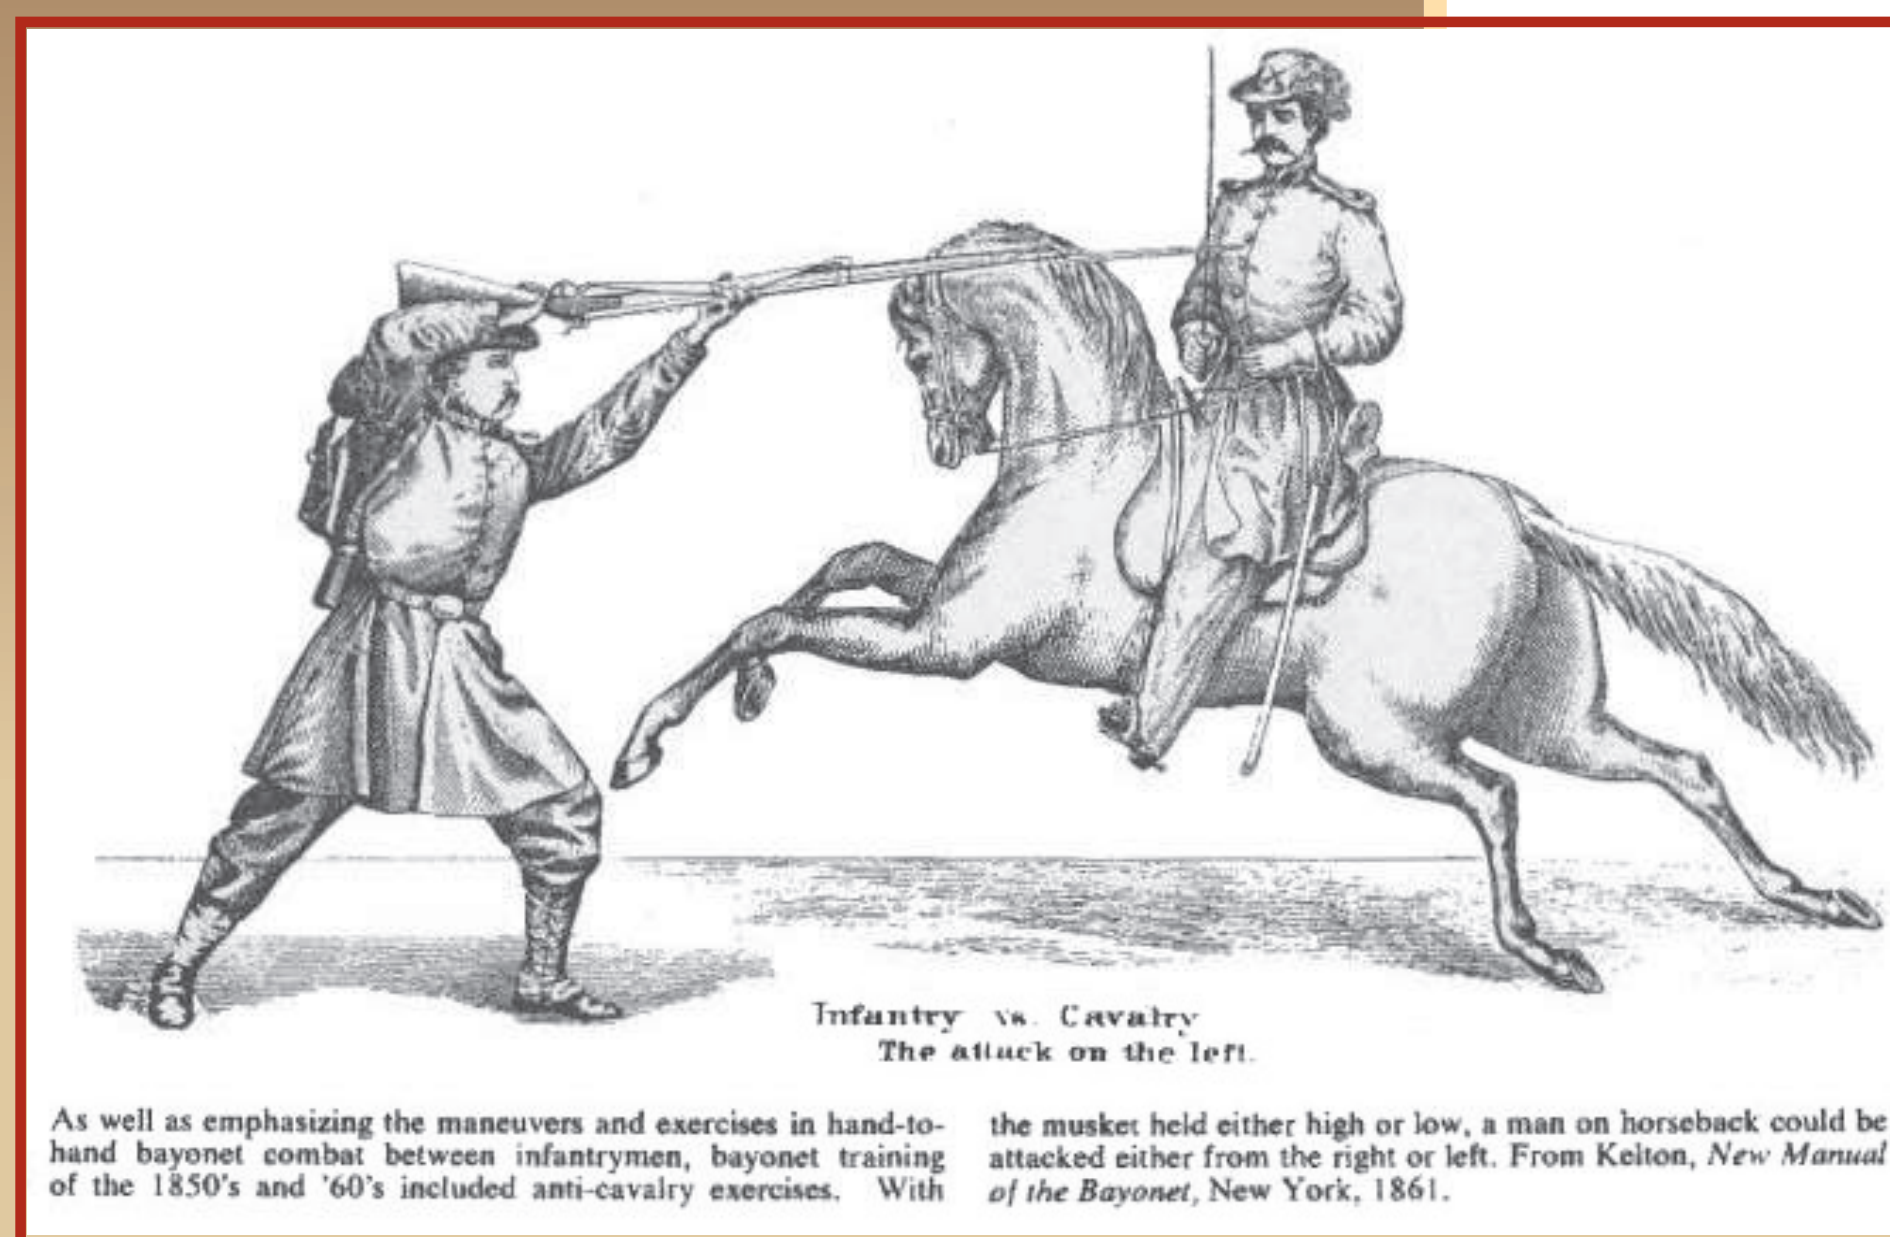 Infantry vs. Cavalry
The attack on the left.
As well as emphasizing the maneuvers and exercises in hand-to-
hand bayonet combat between infantrymen, bayonet training
of the 1850's and '60's included anti-cavalry exercises. With
the musket held either high or low, a man on horseback could be
attacked either from the right or left. From Kelton, New Manual
of the Bayonet, New York, 1861.